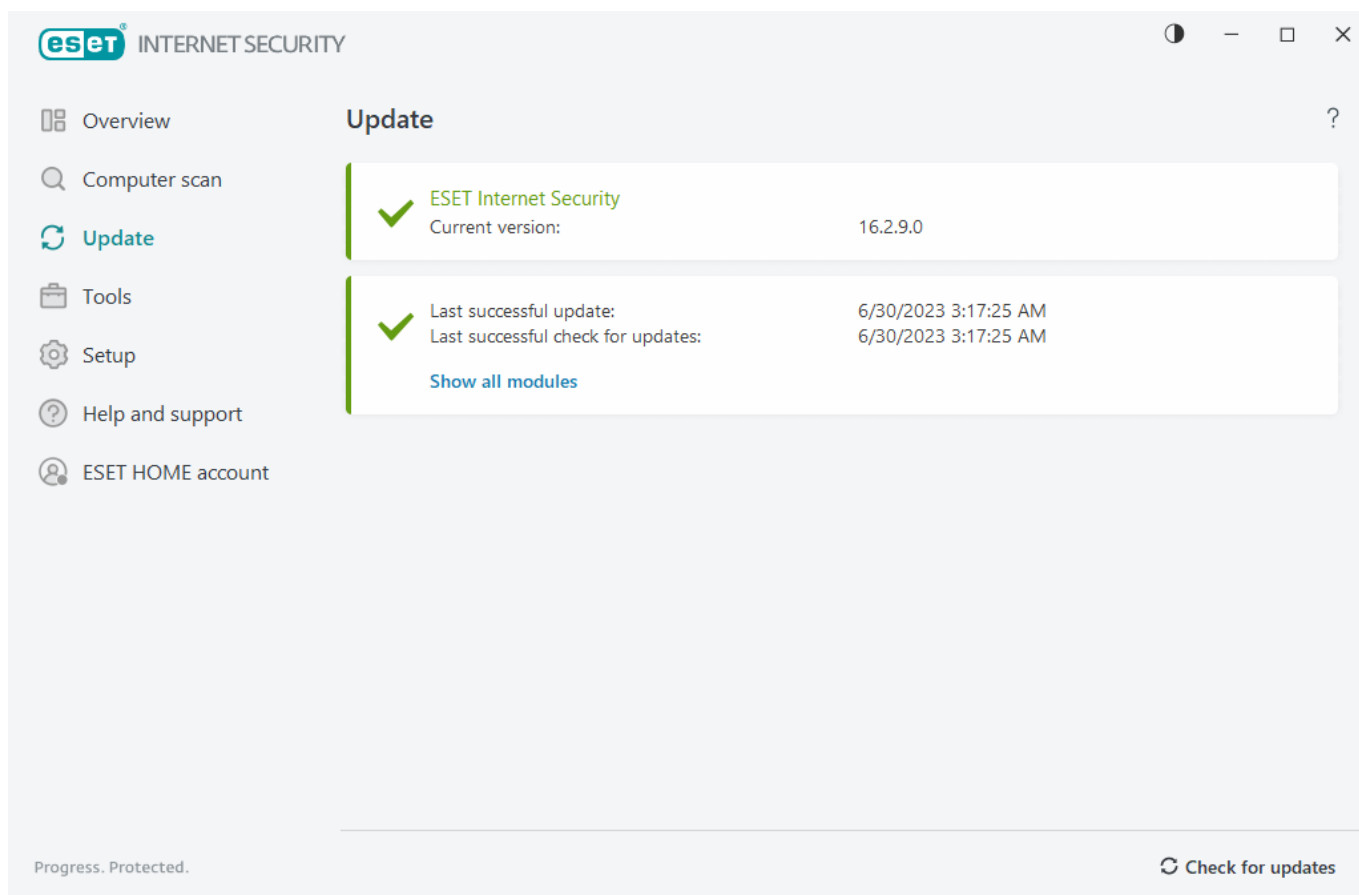 eset® INTERNET SECURITY
Overview
Computer scan
Update
Tools
Setup
Help and support
ESET HOME account
Update
?
ESET Internet Security
Current version: 16.2.9.0
Last successful update: 6/30/2023 3:17:25 AM
Last successful check for updates: 6/30/2023 3:17:25 AM
Show all modules
Progress. Protected.
Check for updates